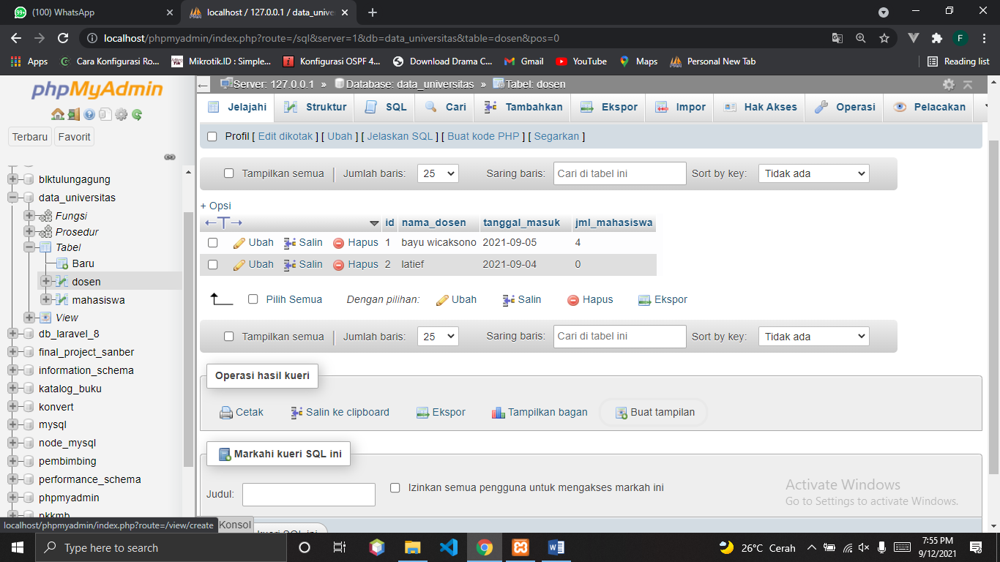 (100) WhatsApp
localhost / 127.0.0.1 / data_unive
localhost/phpmyadmin/index.php?route=/sql&server=1&db=data_universitas&table=dosen&pos=0
F
Apps Cara Konfigurasi Ro... Mikrotik.ID : Simple... Konfigurasi OSPF 4... Download Drama C... Gmail YouTube Maps Personal New Tab Reading list
phpMyAdmin
Terbaru Favorit
blktulungagung
data_universitas
Fungsi
Prosedur
Tabel
Baru
dosen
mahasiswa
View
db_laravel_8
final_project_sanber
information_schema
katalog_buku
konvert
mysql
node_mysql
pembimbing
performance_schema
phpmyadmin
pkkmb
localhost/phpmyadmin/index.php?route=/view/create
Server: 127.0.0.1 » Database: data_universitas » Tabel: dosen
Jelajahi Struktur SQL Cari Tambahkan Ekspor Impor Hak Akses Operasi Pelacakan
Profil [ Edit dikotak ] [ Ubah ] [ Jelaskan SQL ] [ Buat kode PHP ] [ Segarkan ]
Tampilkan semua | Jumlah baris: 25 Saring baris: Cari di tabel ini Sort by key: Tidak ada
+ Opsi
←T→ id nama_dosen tanggal_masuk jml_mahasiswa
Ubah Salin Hapus 1 bayu wicaksono 2021-09-05 4
Ubah Salin Hapus 2 latief 2021-09-04 0
Pilih Semua Dengan pilihan: Ubah Salin Hapus Ekspor
Tampilkan semua | Jumlah baris: 25 Saring baris: Cari di tabel ini Sort by key: Tidak ada
Operasi hasil kueri
Cetak Salin ke clipboard Ekspor Tampilkan bagan Buat tampilan
Markahi kueri SQL ini
Judul: Izinkan semua pengguna untuk mengakses markah ini
Activate Windows
Go to Settings to activate Windows.
Konsol kueri SQL ini
Type here to search
26°C Cerah
7:55 PM
9/12/2021